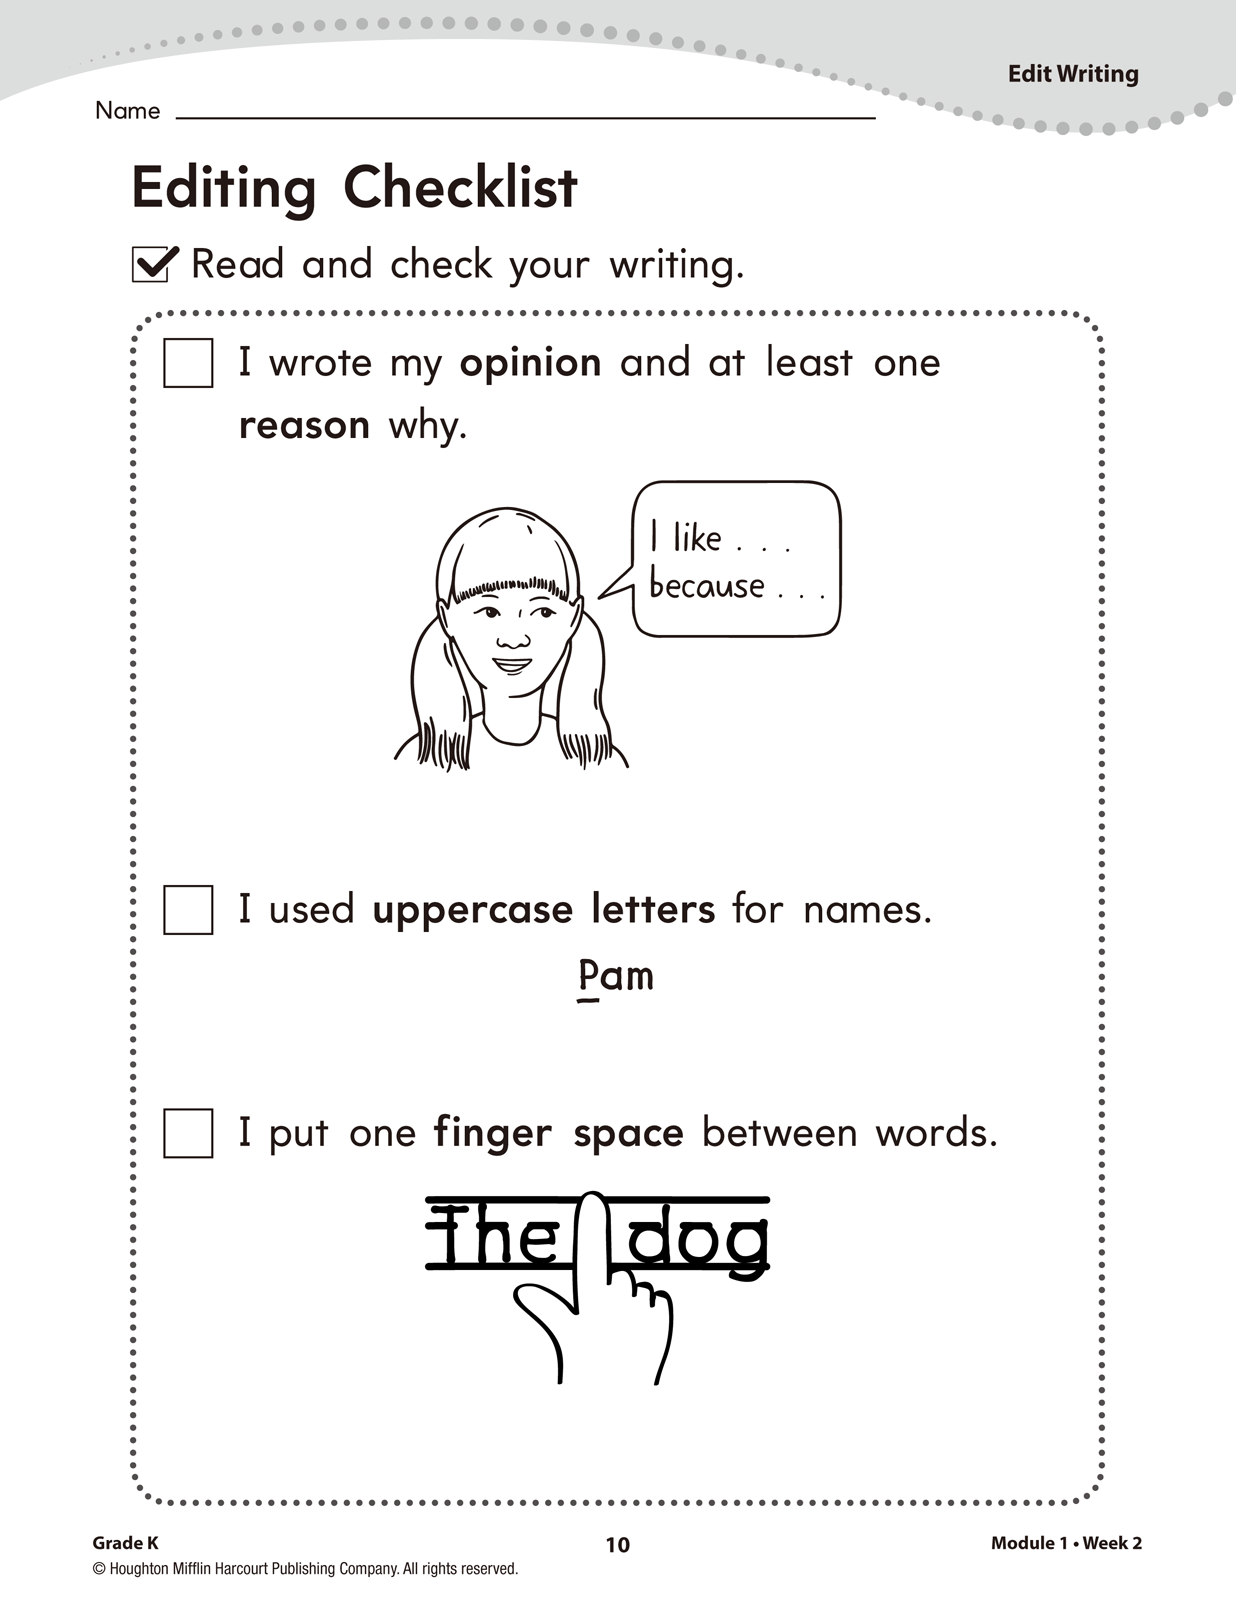 Edit Writing
Name
Editing Checklist
Read and check your writing.
I wrote my opinion and at least one
reason why.
I like . . .
because . . .
I used uppercase letters for names.
Pam
I put one finger space between words.
The dog
Grade K
10
Module 1 • Week 2
© Houghton Mifflin Harcourt Publishing Company. All rights reserved.